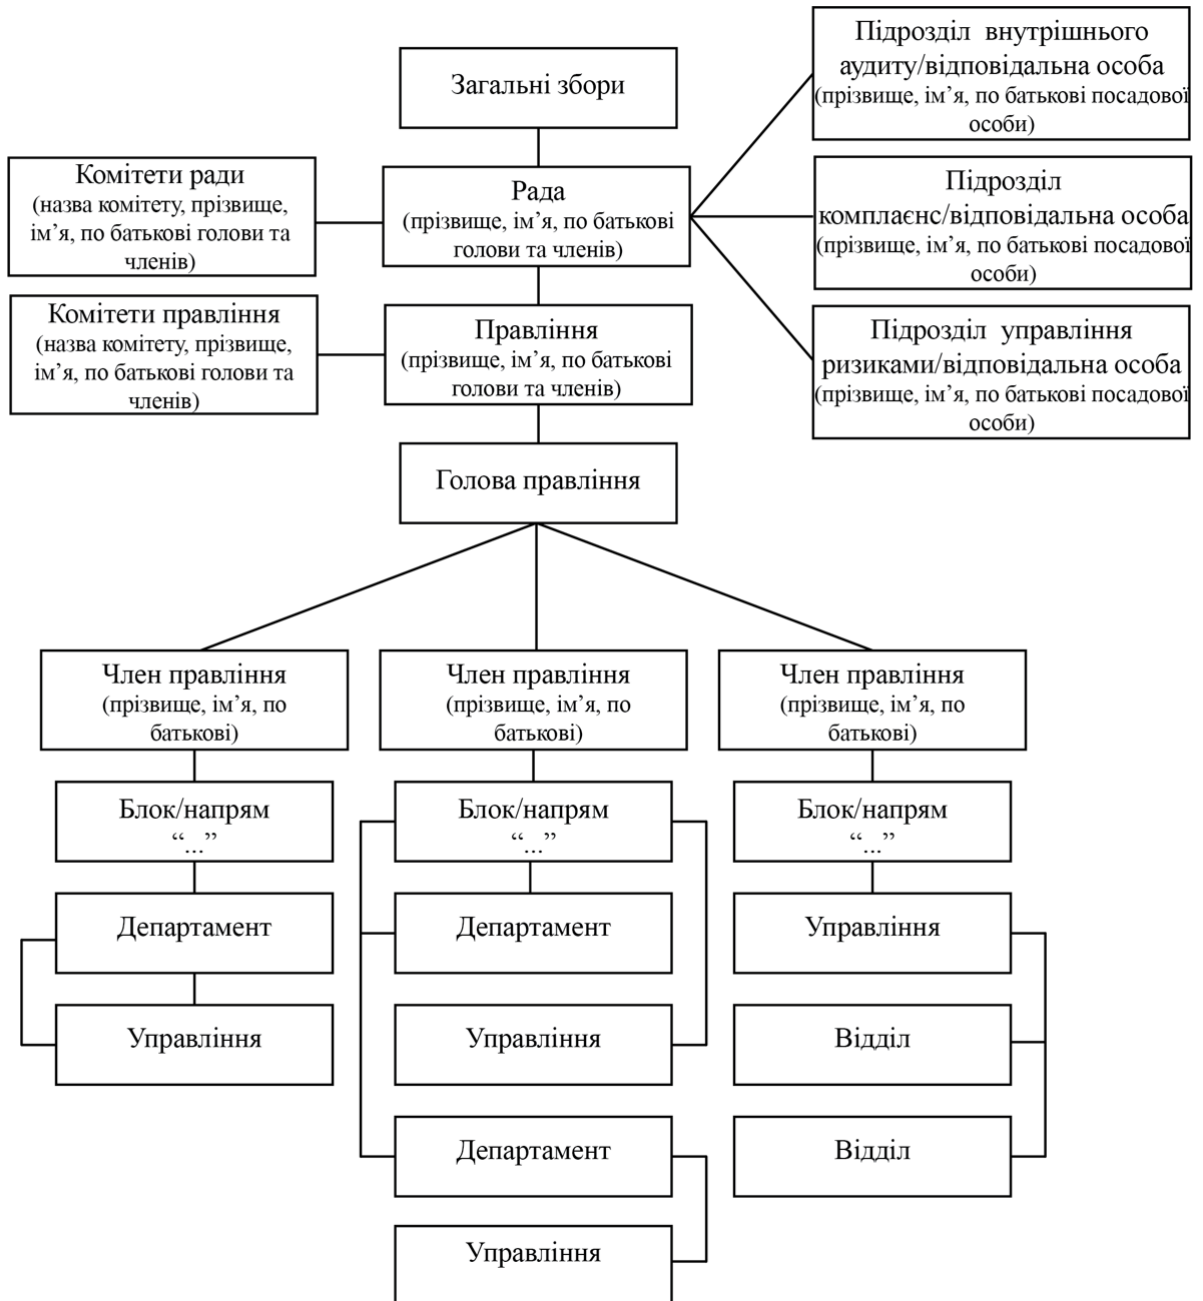 Загальні збори
Підрозділ внутрішнього
аудиту/відповідальна особа
(прізвище, ім’я, по батькові посадової
особи)
Комітети ради
(назва комітету, прізвище,
ім’я, по батькові голови та
членів)
Рада
(прізвище, ім’я, по батькові
голови та членів)
Підрозділ
комплаєнс/відповідальна особа
(прізвище, ім’я, по батькові посадової
особи)
Комітети правління
(назва комітету, прізвище,
ім’я, по батькові голови та
членів)
Правління
(прізвище, ім’я, по батькові
голови та членів)
Підрозділ управління
ризиками/відповідальна особа
(прізвище, ім’я, по батькові посадової
особи)
Голова правління
Член правління
(прізвище, ім’я, по
батькові)
Член правління
(прізвище, ім’я, по
батькові)
Член правління
(прізвище, ім’я, по
батькові)
Блок/напрям
“...”
Блок/напрям
“...”
Блок/напрям
“...”
Департамент
Департамент
Управління
Управління
Управління
Відділ
Департамент
Відділ
Управління